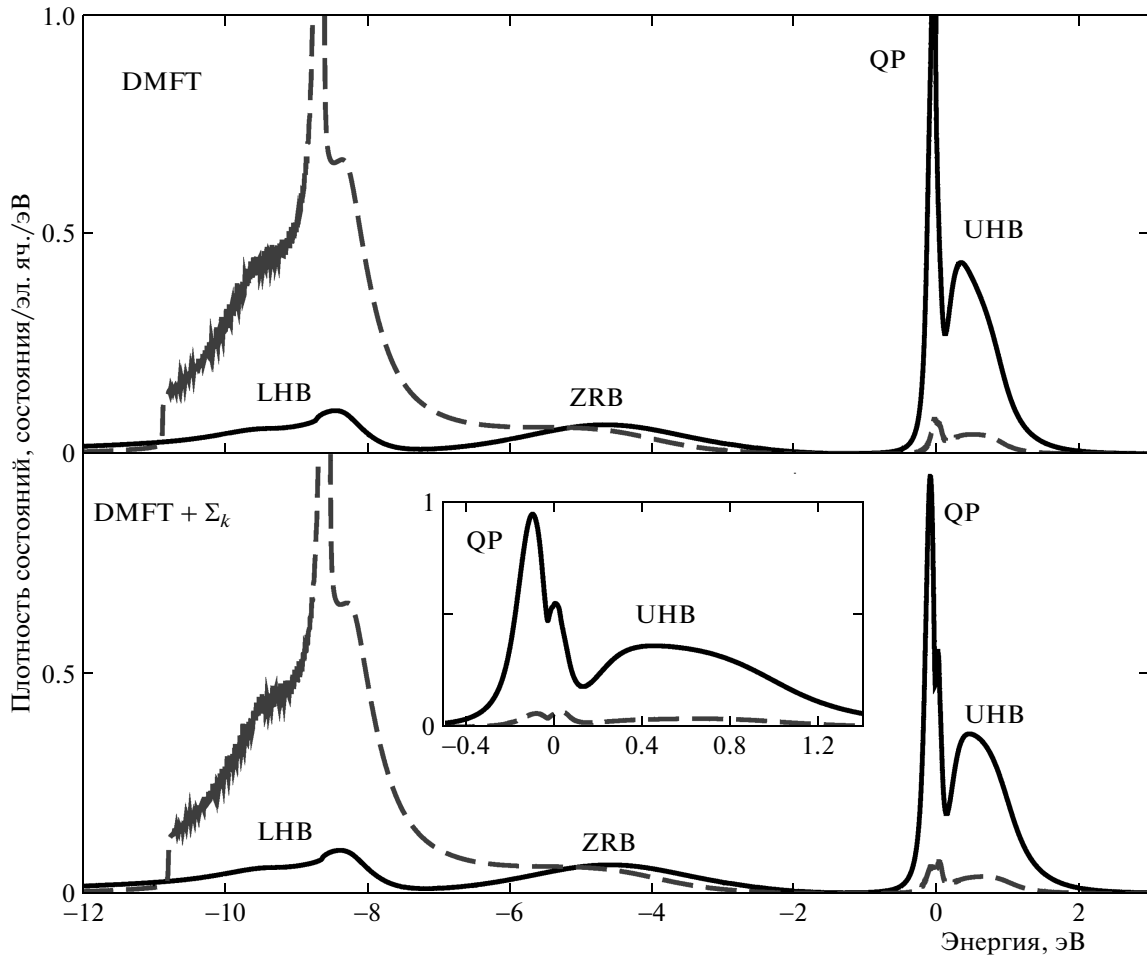 Плотность состояний, состояния/эл. яч./эВ
1.0
DMFT
QP
0.5
UHB
LHB
ZRB
0
DMFT + Σk
QP
1
QP
UHB
0.5
UHB
0
−0.4 0 0.4 0.8 1.2
LHB
ZRB
0
−12 −10 −8 −6 −4 −2 0 2
Энергия, эВ